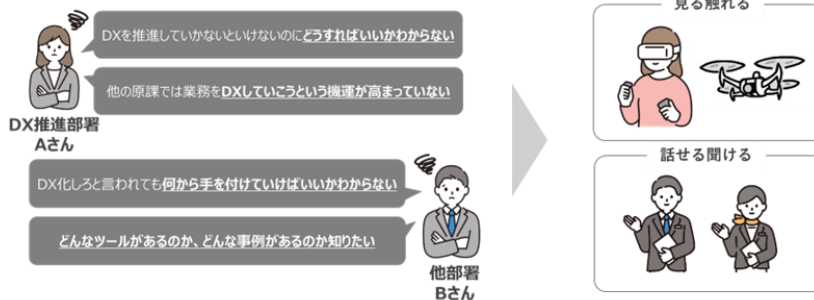 DXを推進していかないといけないのにどうすればいいかわからない
他の原課では業務をDXしていこうという機運が高まっていない
DX推進部署
Aさん
DX化しろと言われても何から手を付けていけばいいかわからない
どんなツールがあるのか、どんな事例があるのか知りたい
他部署
Bさん
見る触れる
話せる聞ける